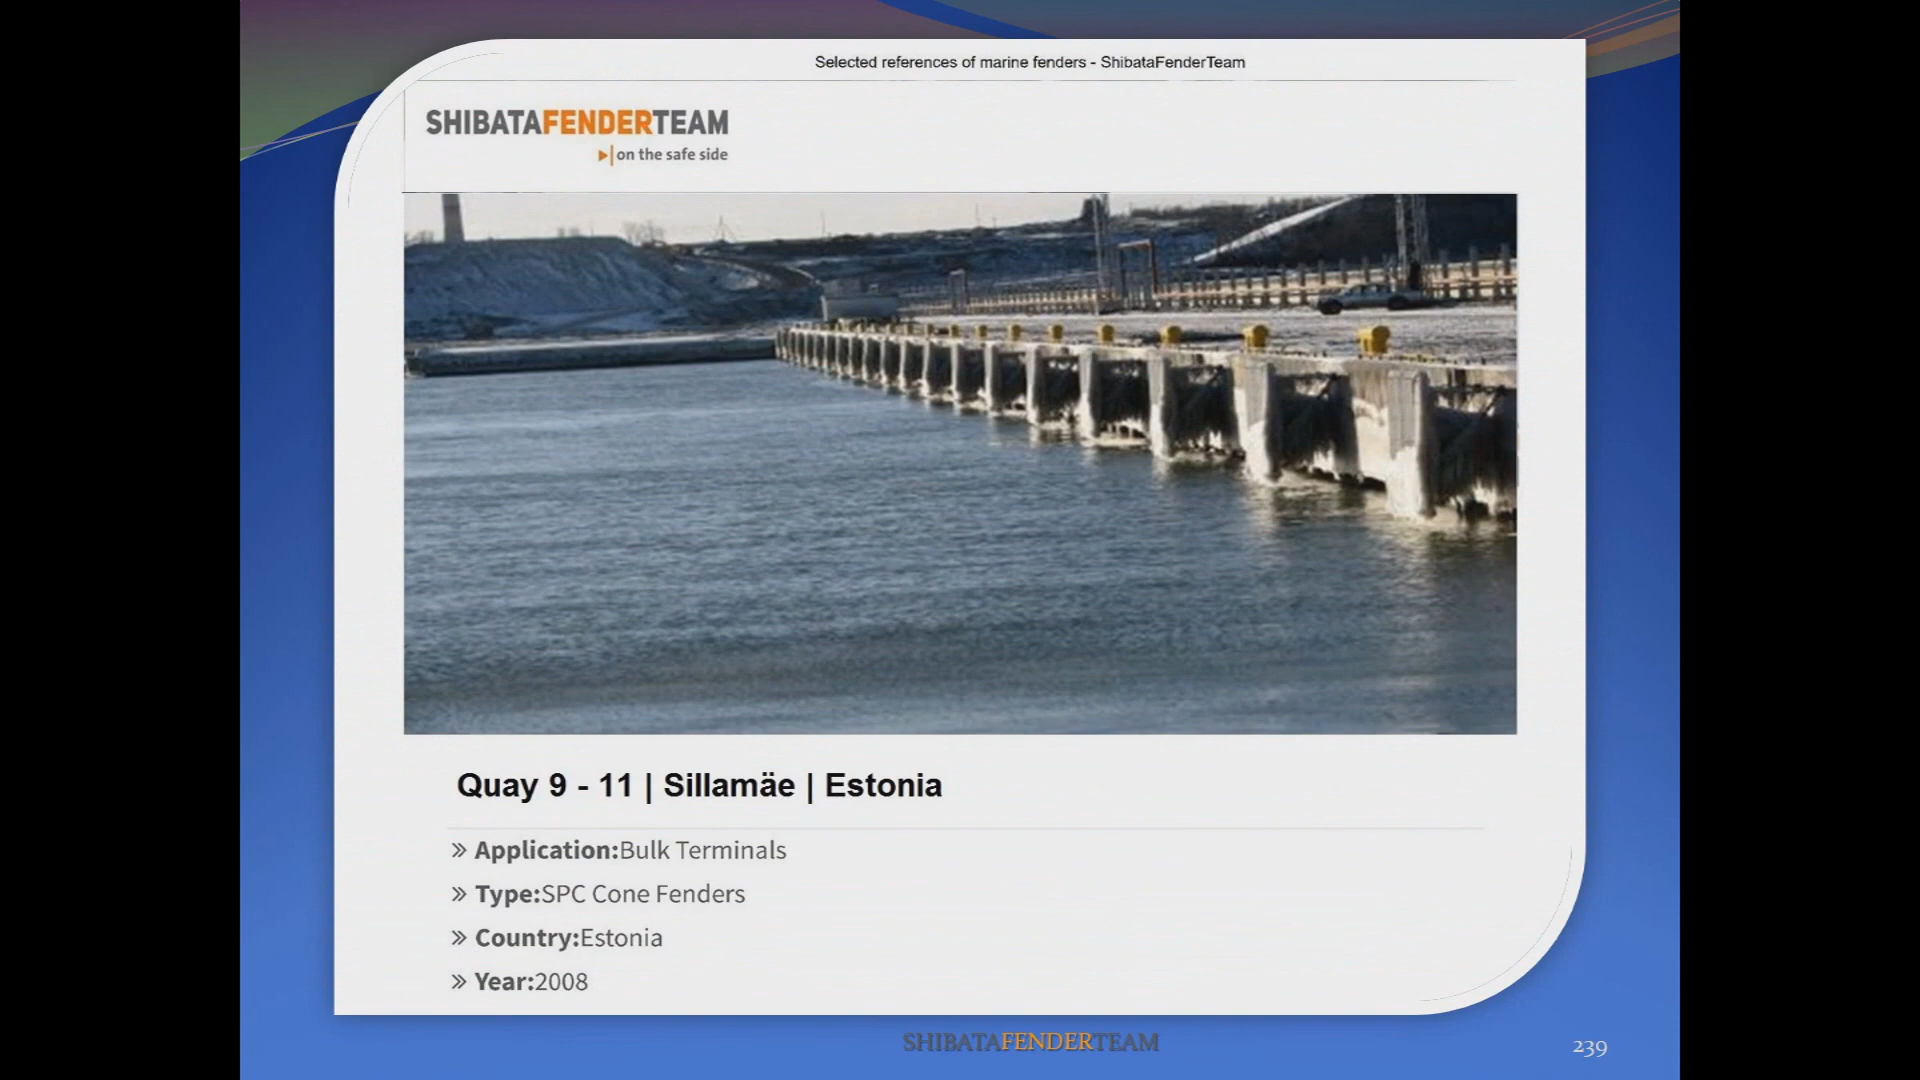 Selected references of marine fenders - ShibataFenderTeam
SHIBATAFENDERTEAM
on the safe side
Quay 9 - 11 | Sillamäe | Estonia
» Application:Bulk Terminals
» Type:SPC Cone Fenders
» Country:Estonia
» Year:2008
SHIBATAFENDERTEAM
239